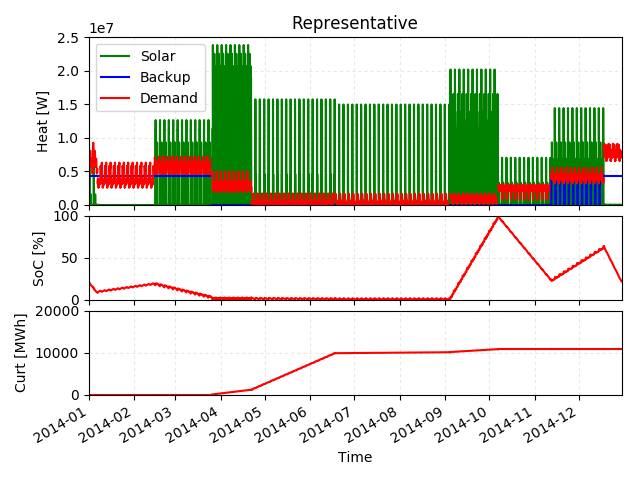 Representative
1e7
2.5
2.0
1.5
1.0
0.5
0.0
Heat [W]
Solar
Backup
Demand
100
50
0
SoC [%]
20000
10000
0
Curt [MWh]
2014-01
2014-02
2014-03
2014-04
2014-05
2014-06
2014-07
2014-08
2014-09
2014-10
2014-11
2014-12
Time